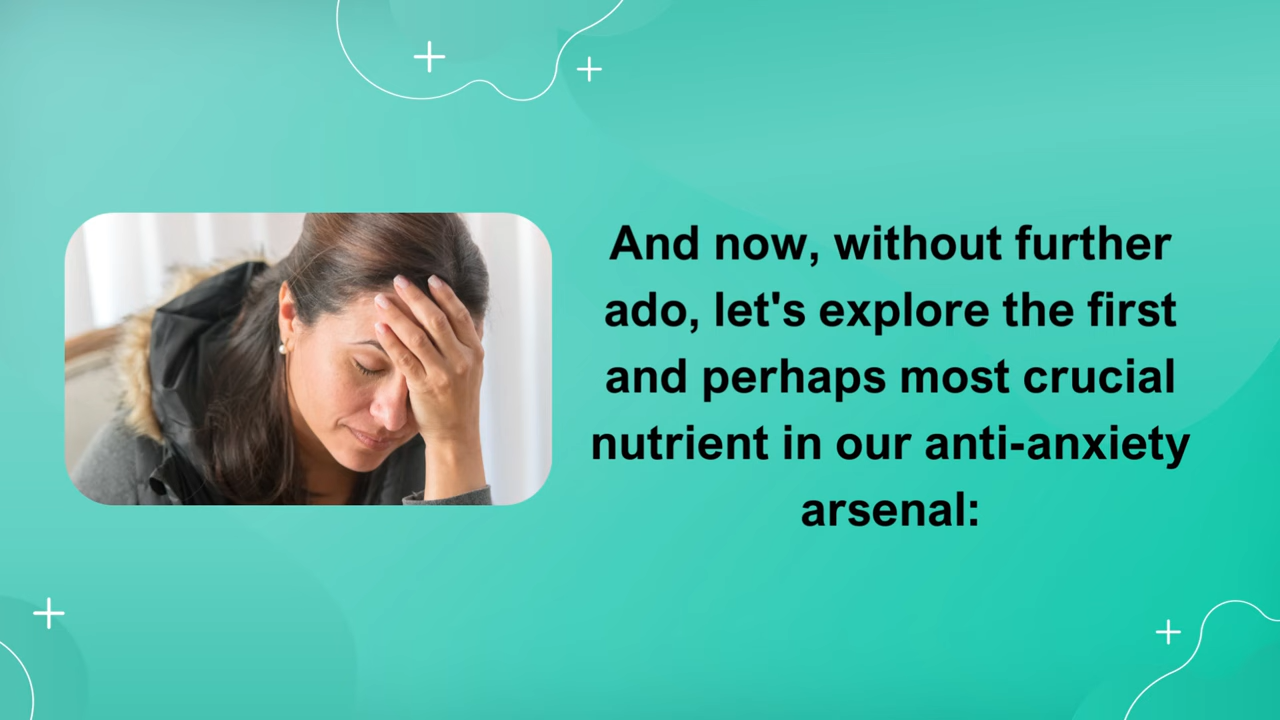 And now, without further
ado, let's explore the first
and perhaps most crucial
nutrient in our anti-anxiety
arsenal: